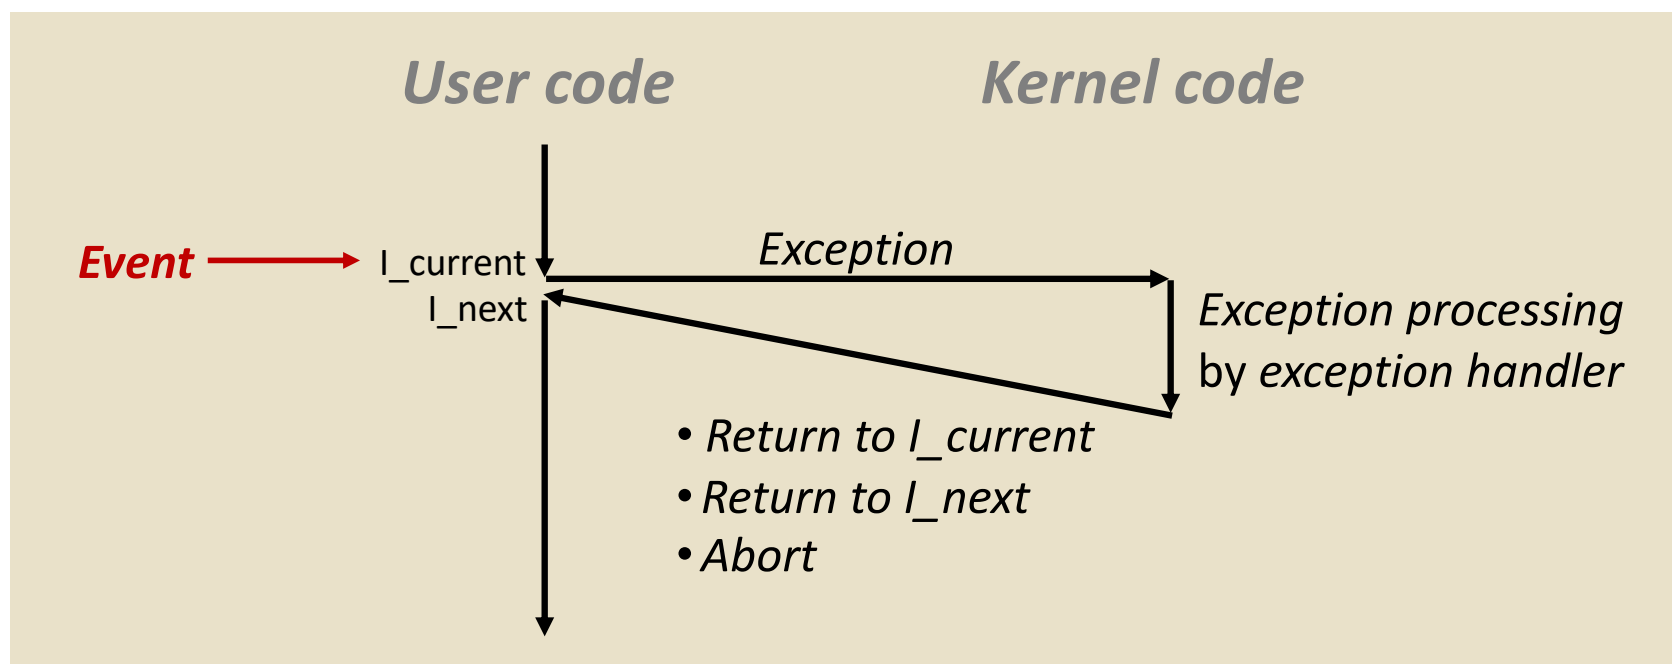 User code
Kernel code
Event
I_current
Exception
I_next
Exception processing
by exception handler
• Return to I_current
• Return to I_next
• Abort